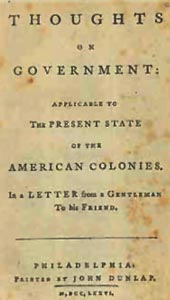 THOUGHTS
ON
GOVERNMENT:
APPLICABLE TO
THE PRESENT STATE
OF THE
AMERICAN COLONIES.
In a LETTER from a GENTLEMAN
To his FRIEND.
PHILADELPHIA:
PRINTED BY JOHN DUNLAP.
M,DCC,LXXVI.